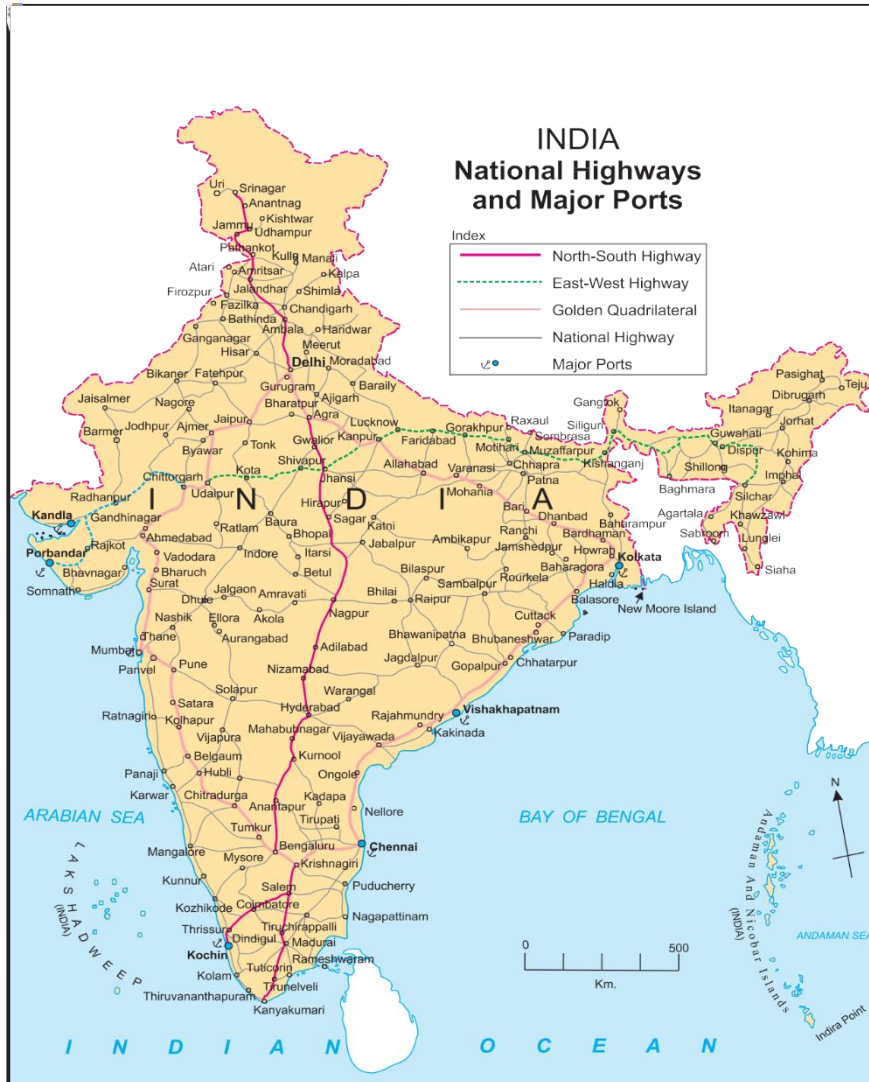 INDIA
National Highways
and Major Ports
Index
North-South Highway
East-West Highway
Golden Quadrilateral
National Highway
Major Ports
Uri
Srinagar
Anantnag
Kishtwar
Jammu
Udhampur
Pathankot
Kullo
Manali
Atari
Amritsar
Kalpa
Jalandhar
Shimla
Firozpur
Fazilka
Chandigarh
Bathinda
Ambala
Haridwar
Ganganagar
Hisar
Meerut
Delhi
Moradabad
Bikaner
Fatehpur
Gurugram
Baraily
Jaisalmer
Nagore
Bharatpur
Ajigarh
Agra
Jaipur
Lucknow
Gorakhpur
Raxaul
Gangtok
Siliguri
Pasighat
Teju
Dibrugarh
Itanagar
Barmer
Jodhpur
Ajmer
Byawar
Tonk
Gwalior
Kanpur
Faridabad
Sombrasa
Motihari
Muzaffarpur
Kishanganj
Guwahati
Jorhat
Dispur
Kohima
Shillong
Kota
Shivapur
Jhansi
Allahabad
Varanasi
Chhapra
Patna
Chittorgarh
Udaipur
Radhanpur
INDIA
Baghmara
Imphal
Silchar
Mohania
Kandla
Gandhinagar
Hirapur
Sagar
Katni
Bari
Dhanbad
Baharampur
Agartala
Khawzawl
Baura
Ratlam
Bhopal
Ranchi
Bardhaman
Sabroom
Lunglei
Porbandar
Rajkot
Ahmedabad
Vadodara
Indore
Itarsi
Jabalpur
Ambikapur
Jamshedpur
Howrah
Kolkata
Baharagora
Siaha
Bhavnagar
Bharuch
Betul
Bilaspur
Rourkela
Haldia
Somnath
Surat
Jalgaon
Amravati
Sambalpur
Balasore
Dhule
Akola
Nagpur
Bhilai
Raipur
New Moore Island
Nashik
Ellora
Aurangabad
Cuttack
Thane
Adilabad
Bhawanipatna
Bhubaneshwar
Paradip
Mumbai
Panvel
Pune
Nizamabad
Jagdalpur
Gopalpur
Chhatarpur
Solapur
Warangal
Satara
Hyderabad
Ratnagiri
Kolhapur
Mahabubnagar
Rajahmundry
Vishakhapatnam
Vijapura
Vijayawada
Kakinada
Belgaum
Kurnool
Panaji
Hubli
Ongole
Karwar
Chitradurga
Anantapur
Kadapa
ARABIAN SEA
Nellore
BAY OF BENGAL
Tumkur
Tirupati
Mangalore
Bengaluru
Chennai
Mysore
Krishnagiri
Kunnur
Salem
Puducherry
Kozhikode
Coimbatore
Nagapattinam
Thrissur
Tiruchirappalli
Dindigul
Madurai
Kochin
Rameshwaram
Kolam
Tuticorin
Tirunelveli
Thiruvananthapuram
Kanyakumari
LAKSHADWEEP
(INDIA)
N
Andaman And Nicobar Islands
(INDIA)
ANDAMAN SEA
Indira Point
0 500
Km.
INDIAN OCEAN